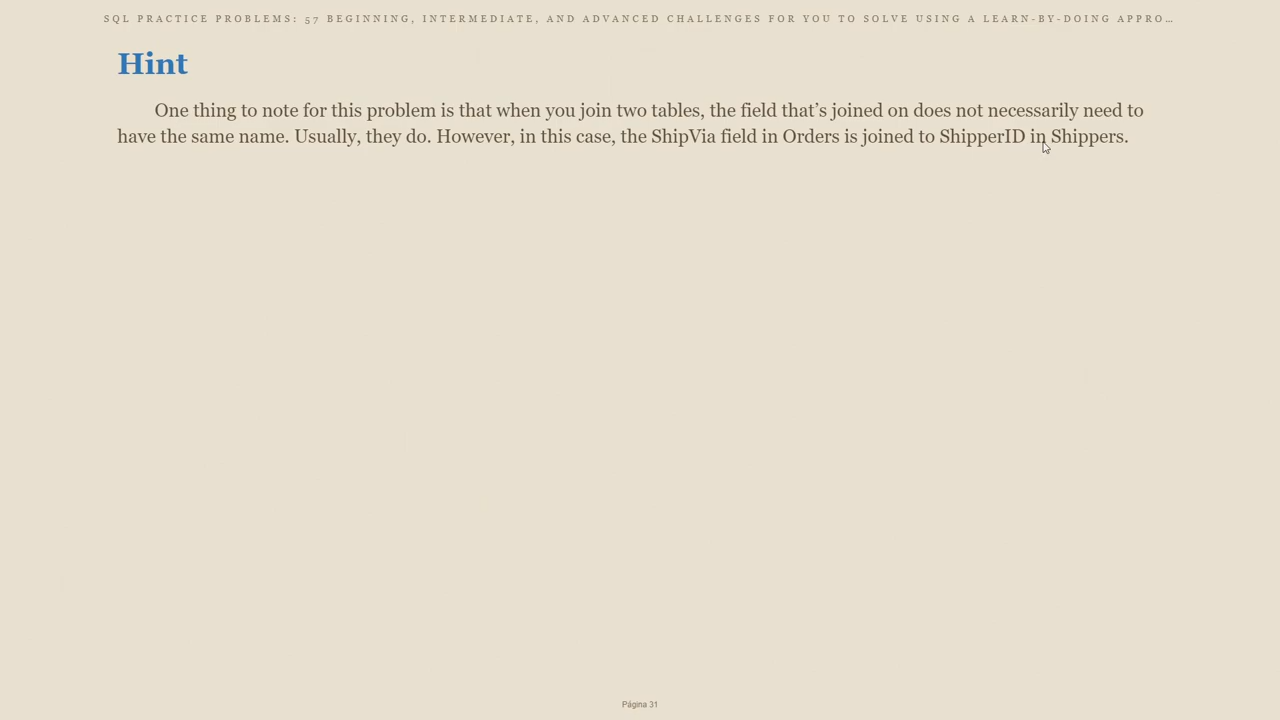 SQL PRACTICE PROBLEMS: 57 BEGINNING, INTERMEDIATE, AND ADVANCED CHALLENGES FOR YOU TO SOLVE USING A LEARN-BY-DOING APPRO…
Hint
One thing to note for this problem is that when you join two tables, the field that’s joined on does not necessarily need to
have the same name. Usually, they do. However, in this case, the ShipVia field in Orders is joined to ShipperID in Shippers.
Página 31